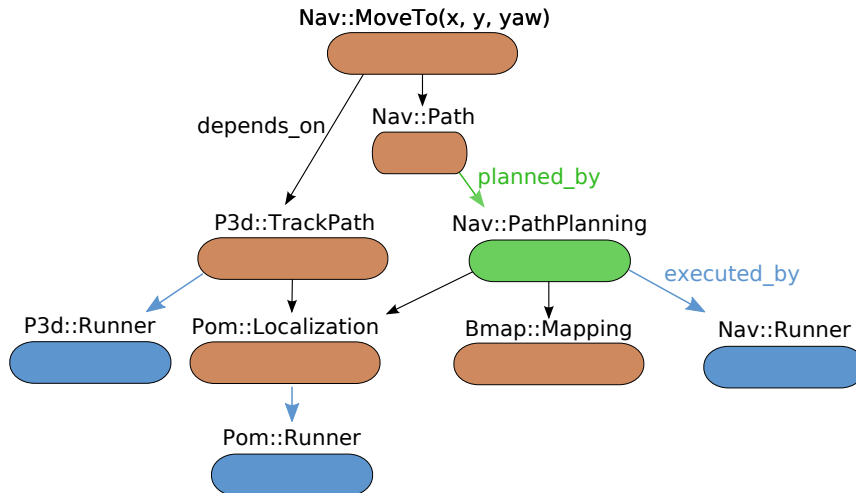 Nav::MoveTo(x, y, yaw)
Nav::Path
depends_on
planned_by
P3d::TrackPath
Nav::PathPlanning
executed_by
P3d::Runner
Pom::Localization
Bmap::Mapping
Nav::Runner
Pom::Runner